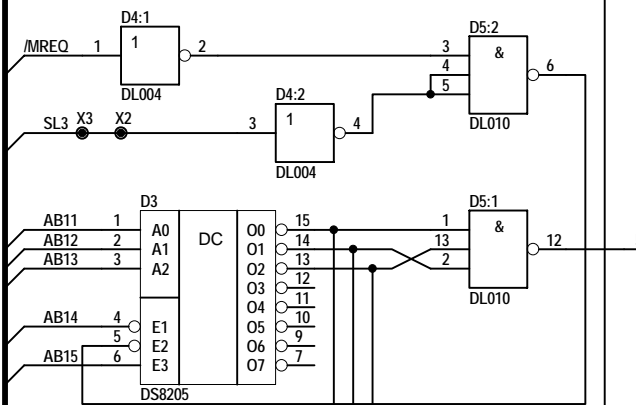 D4:1
D5:2
/MREQ 1 1 2 3 & 6
4
5
DL004 D4:2
SL3 X3 X2 3 1 4
DL010
DL004
D3 D5:1
AB11 1 A0 DC O0 15 1 & 12
AB12 2 A1 O1 14 13
AB13 3 A2 O2 13 2
O3 12
O4 11
DL010
AB14 4 E1 O5 10
5 E2 O6 9
AB15 6 E3 O7 7
DS8205